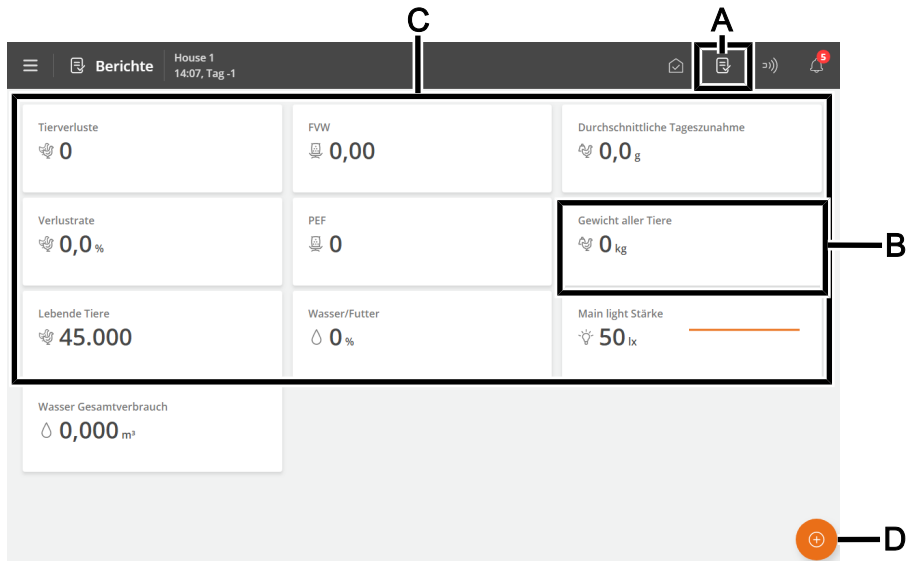 C
A
Berichte
House 1
14:07, Tag -1
5
Tierverluste
0
FVW
0,00
Durchschnittliche Tageszunahme
0,0 g
Verlustrate
0,0 %
PEF
0
Gewicht aller Tiere
0 kg
B
Lebende Tiere
45.000
Wasser/Futter
0 %
Main light Stärke
50 lx
Wasser Gesamtverbrauch
0,000 m³
D